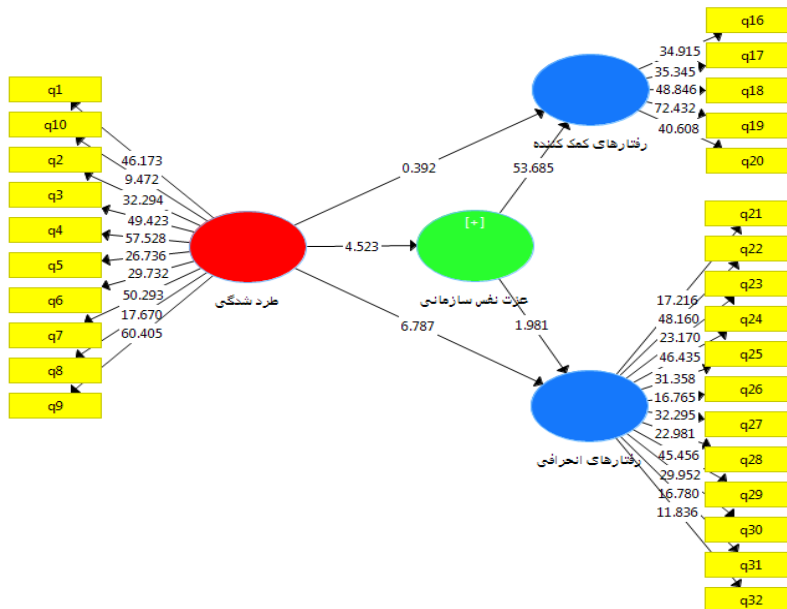 q16
34.915
q17
35.345
q18
48.846
q19
72.432
q20
40.608
رفتارهای کمک کننده
q1
q10
q2
q3
q4
q5
q6
q7
q8
q9
46.173
9.472
32.294
49.423
57.528
26.736
29.732
50.293
17.670
60.405
طرد شدگی
0.392
53.685
4.523
[+]
عزت نفس سازمانی
6.787
1.981
رفتارهای انحرافی
q21
q22
q23
q24
q25
q26
q27
q28
q29
q30
q31
q32
17.216
48.160
23.170
46.435
31.358
16.765
32.295
22.981
45.456
29.952
16.780
11.836